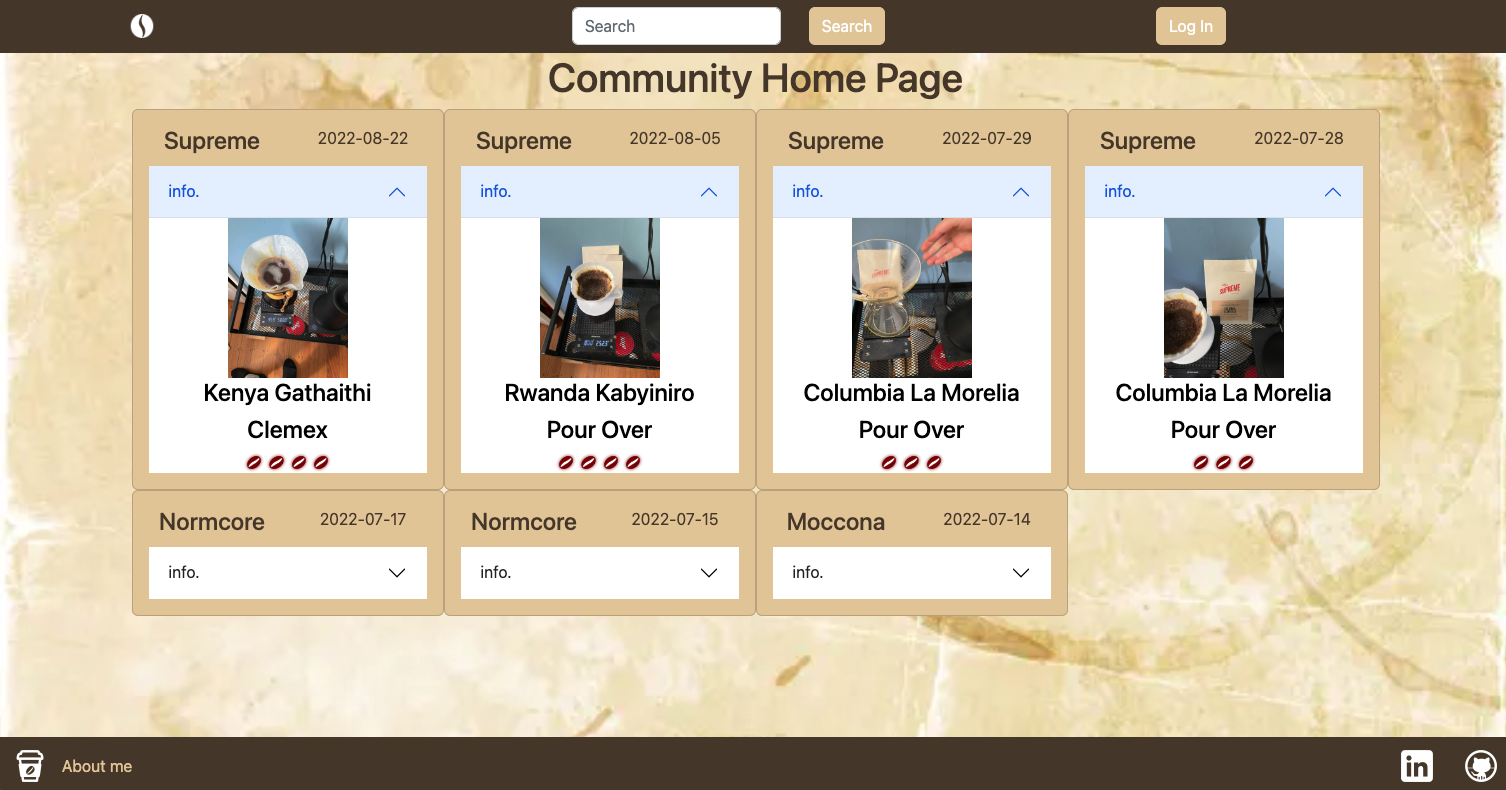 Search
Search
Log In
Community Home Page
Supreme 2022-08-22
Supreme 2022-08-05
Supreme 2022-07-29
Supreme 2022-07-28
info.
info.
info.
info.
SUPREME
Kenya Gathaithi
Clemex
Rwanda Kabyiniro
Pour Over
Columbia La Morelia
Pour Over
Columbia La Morelia
Pour Over
Normcore 2022-07-17
Normcore 2022-07-15
Moccona 2022-07-14
info.
info.
info.
About me
in